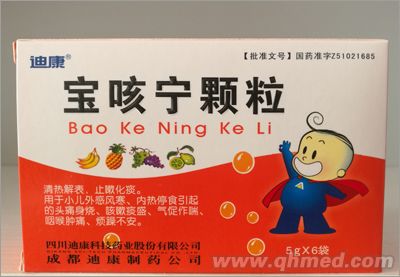 迪康
【批准文号】国药准字Z51021685
宝咳宁颗粒
Bao Ke Ning Ke Li
清热解表、止嗽化痰。
用于小儿外感风寒、内热停食引起
的头痛身烧、咳嗽痰盛、气促作喘、
咽喉肿痛、烦躁不安。
四川迪康科技药业股份有限公司
成都迪康制药公司
5g×6袋
www.qhmed.com